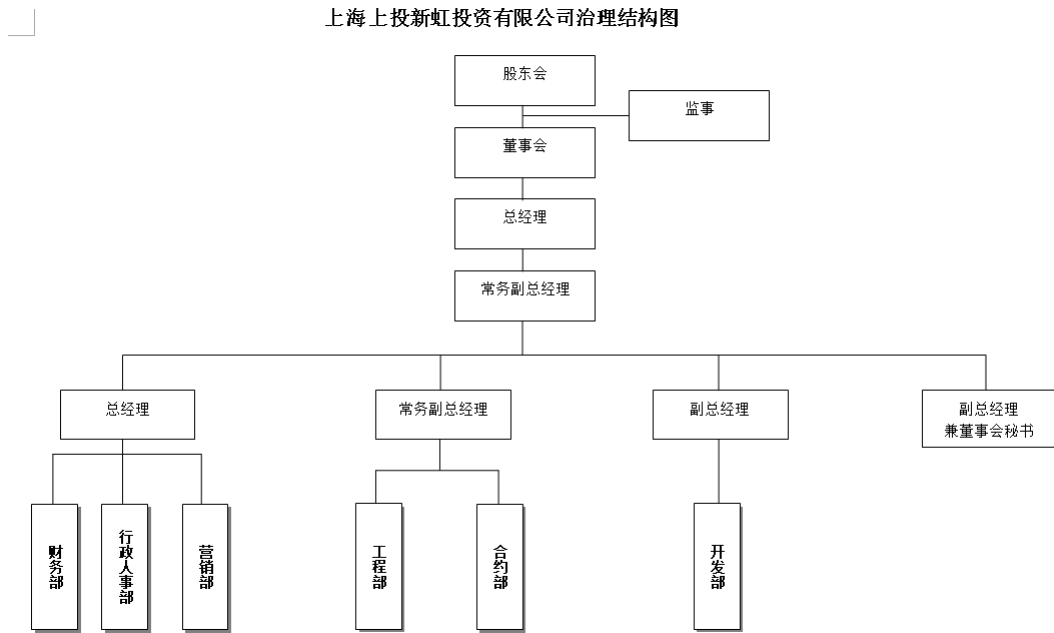 上海上投新虹投资有限公司治理结构图
股东会
监事
董事会
总经理
常务副总经理
总经理
常务副总经理
副总经理
副总经理
兼董事会秘书
财务部
行政人事部
营销部
工程部
合约部
开发部